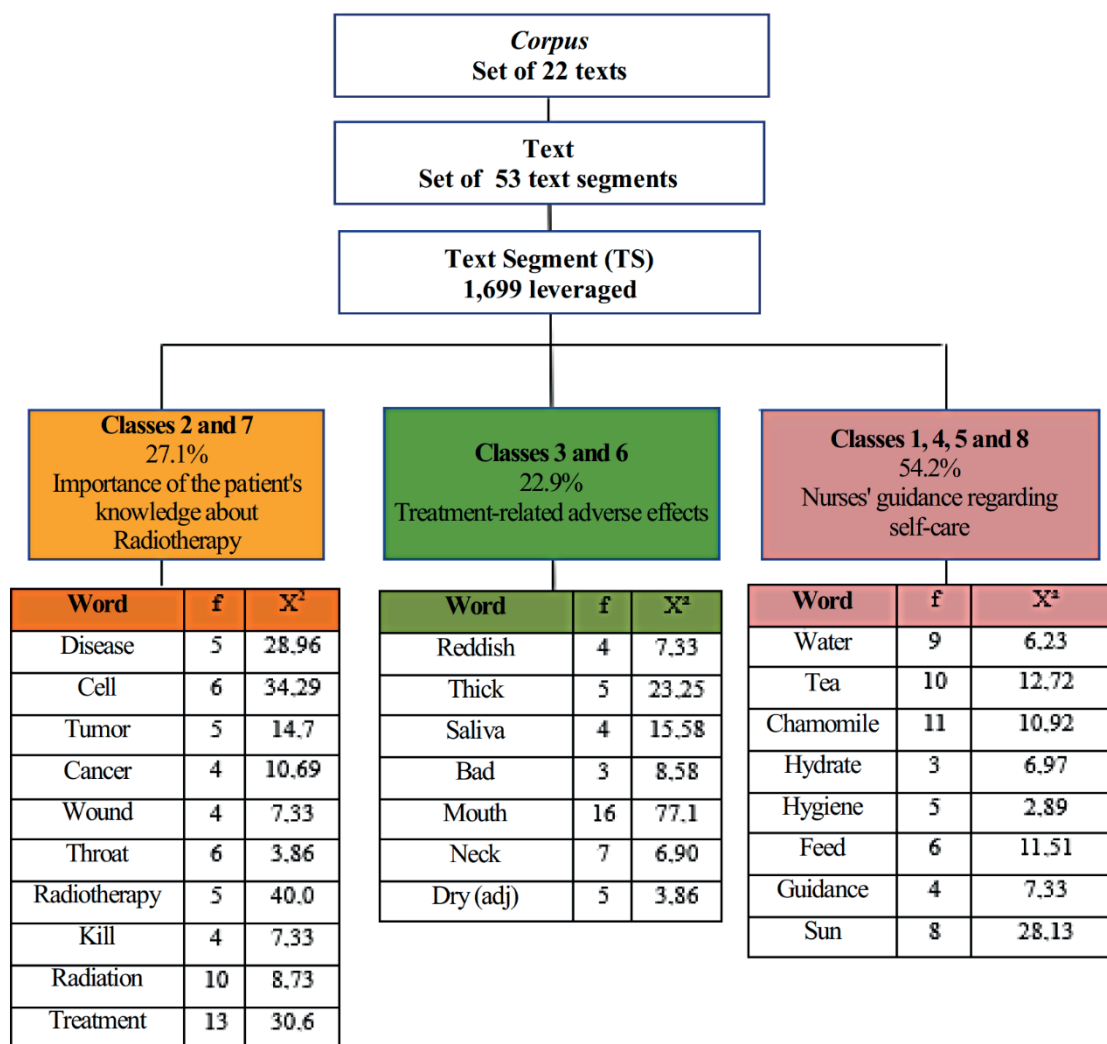 Corpus
Set of 22 texts
Text
Set of 53 text segments
Text Segment (TS)
1,699 leveraged
Classes 2 and 7
27.1%
Importance of the patient's
knowledge about
Radiotherapy
Word f X²
Disease 5 28,96
Cell 6 34,29
Tumor 5 14,7
Cancer 4 10,69
Wound 4 7,33
Throat 6 3,86
Radiotherapy 5 40,0
Kill 4 7,33
Radiation 10 8,73
Treatment 13 30,6
Classes 3 and 6
22.9%
Treatment-related adverse effects
Word f X²
Reddish 4 7,33
Thick 5 23,25
Saliva 4 15,58
Bad 3 8,58
Mouth 16 77,1
Neck 7 6,90
Dry (adj) 5 3,86
Classes 1, 4, 5 and 8
54.2%
Nurses' guidance regarding
self-care
Word f X²
Water 9 6,23
Tea 10 12,72
Chamomile 11 10,92
Hydrate 3 6,97
Hygiene 5 2,89
Feed 6 11,51
Guidance 4 7,33
Sun 8 28,13